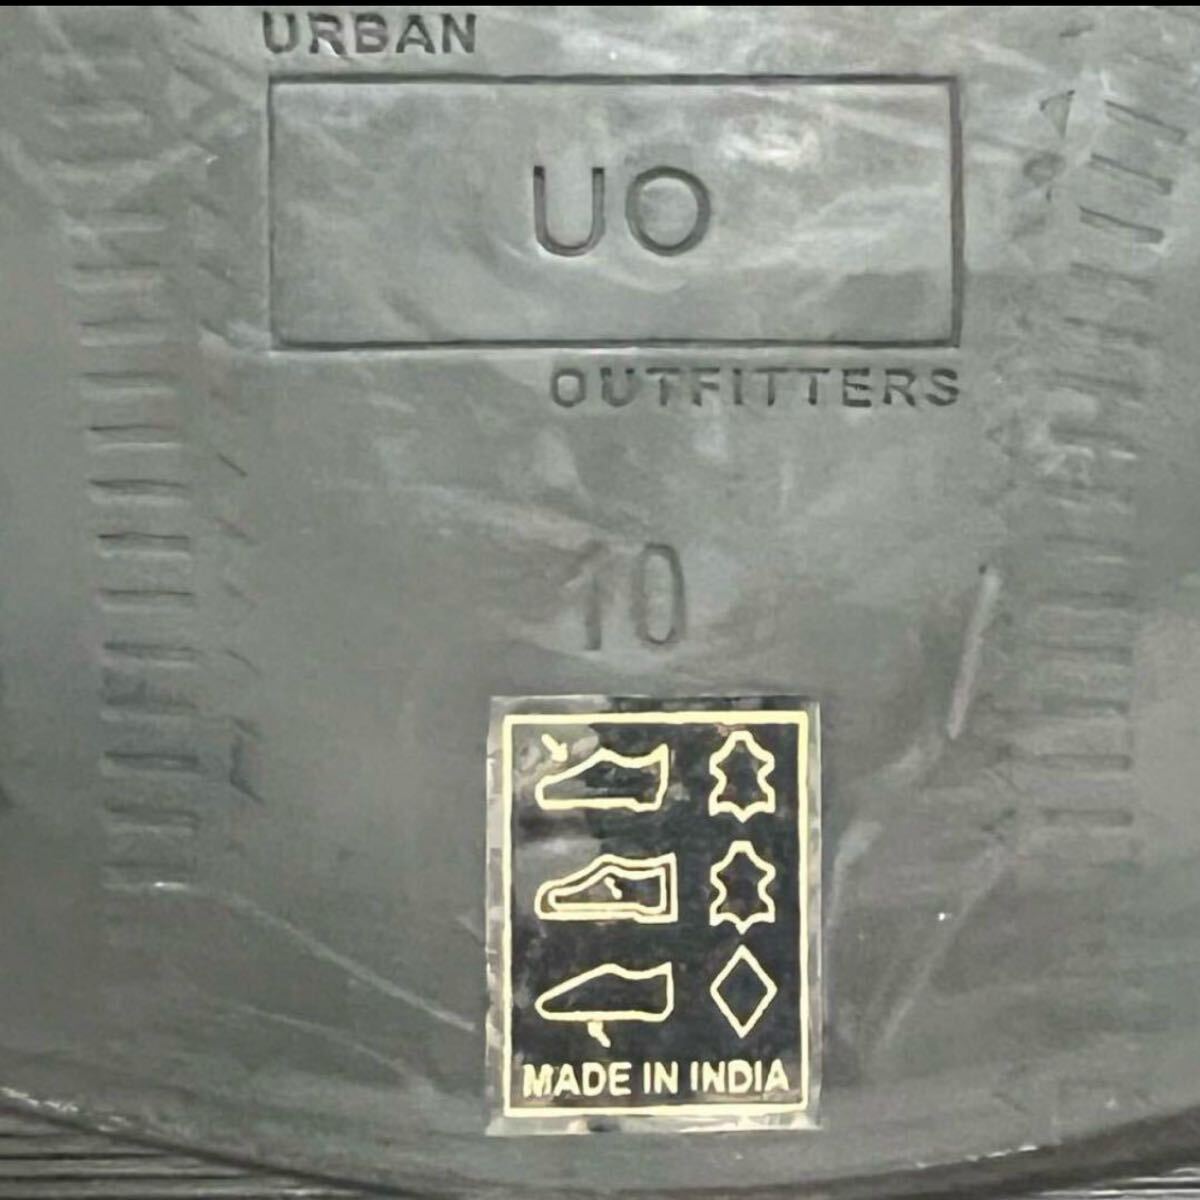 URBAN
UO
OUTFITTERS
10
MADE IN INDIA